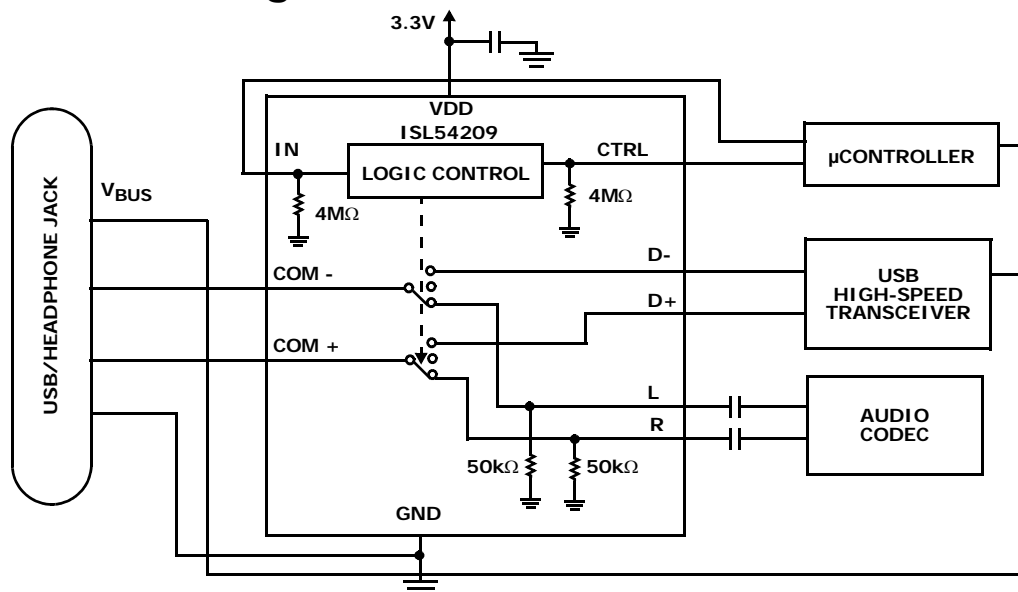 3.3V
VDD
ISL54209
IN
LOGIC CONTROL
CTRL
4MΩ
4MΩ
µCONTROLLER
VBUS
USB/HEADPHONE JACK
COM -
COM +
D-
D+
USB
HIGH-SPEED
TRANSCEIVER
L
R
50kΩ
50kΩ
AUDIO
CODEC
GND